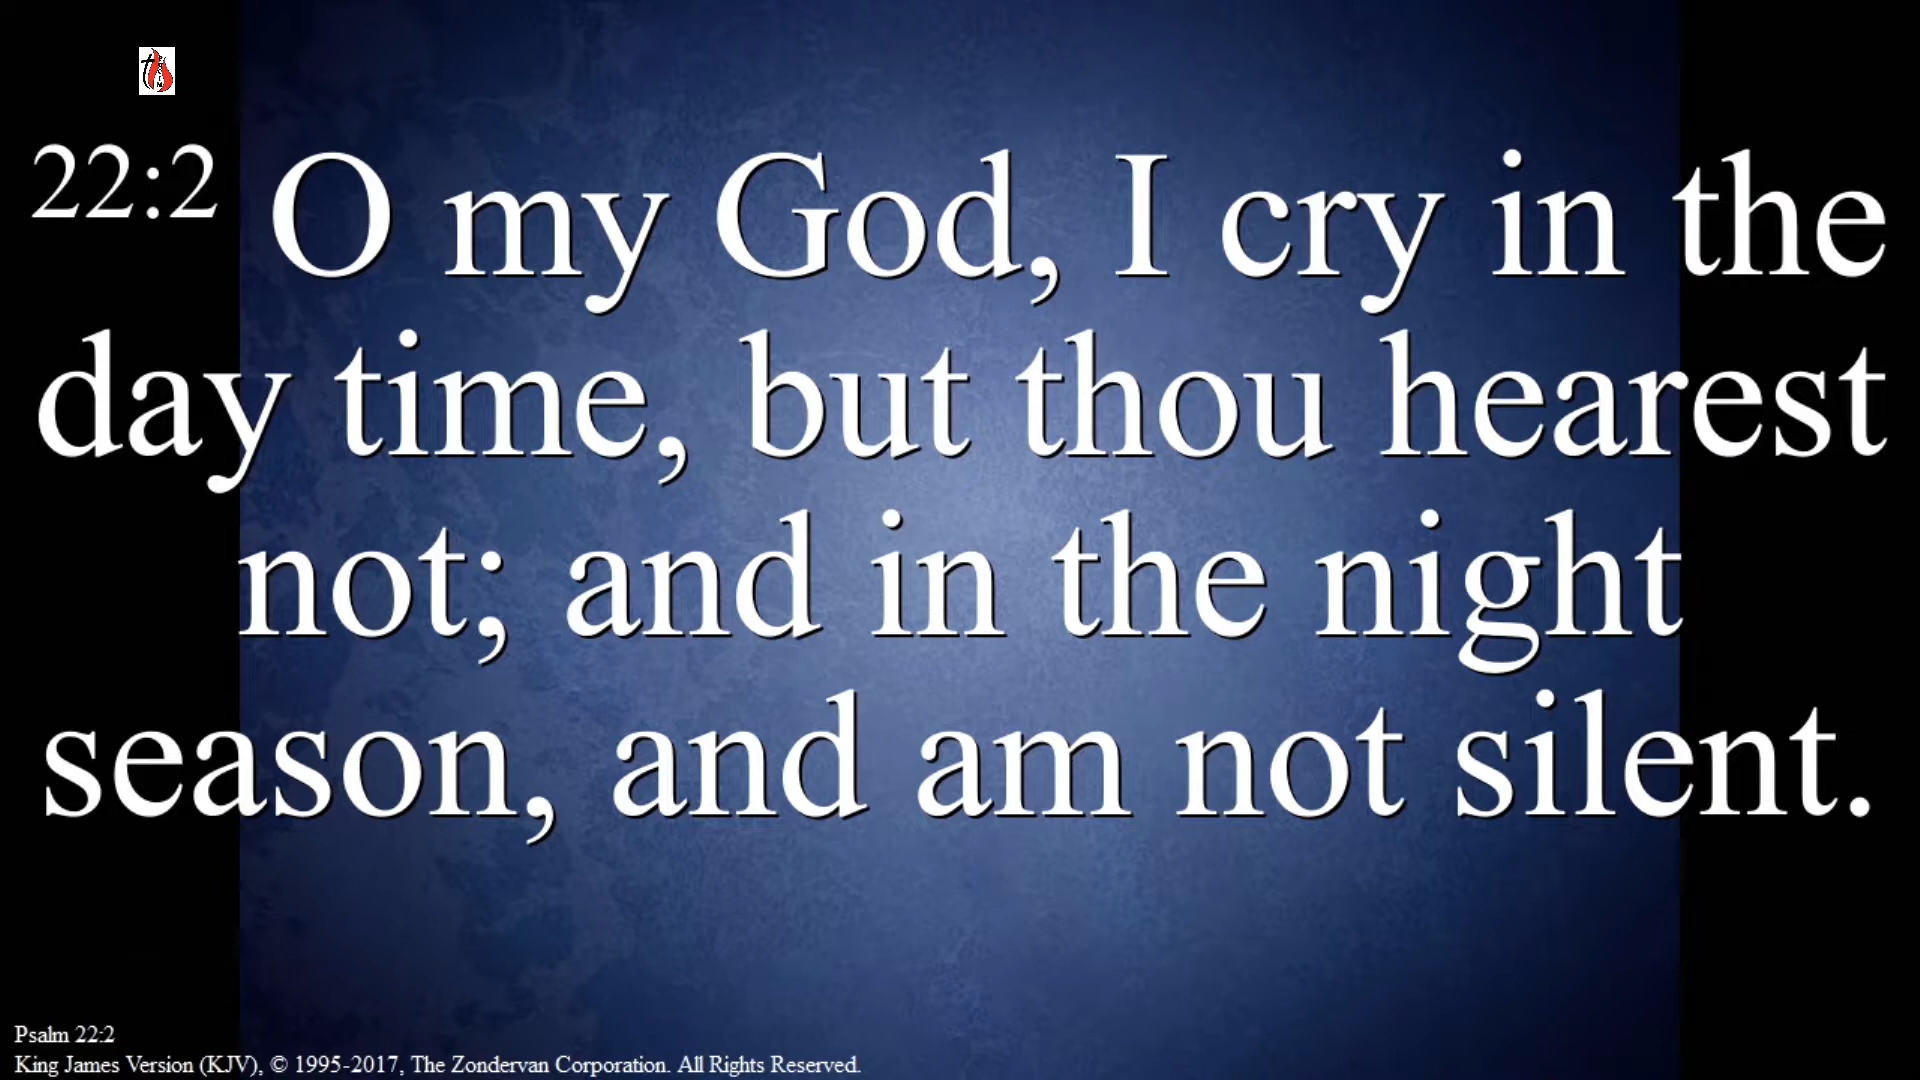 22:2 O my God, I cry in the
day time, but thou hearest
not; and in the night
season, and am not silent.
Psalm 22:2
King James Version (KJV), © 1995-2017, The Zondervan Corporation. All Rights Reserved.